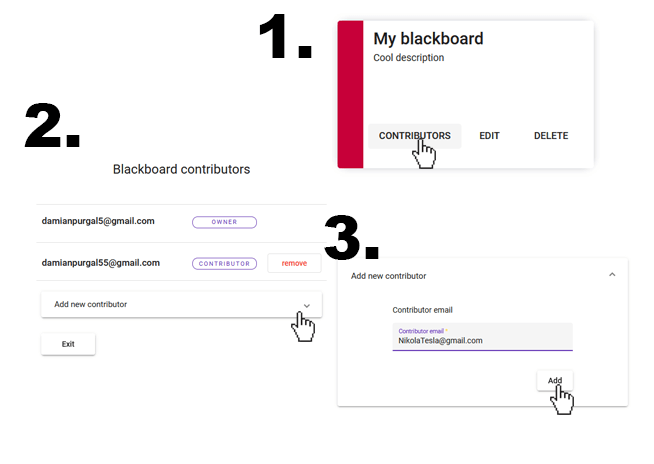 1.
My blackboard
Cool description
CONTRIBUTORS EDIT DELETE
2.
Blackboard contributors
damianpurgal5@gmail.com OWNER
damianpurgal55@gmail.com CONTRIBUTOR remove
Add new contributor
Exit
3.
Add new contributor
Contributor email
Contributor email *
NikolaTesla@gmail.com
Add